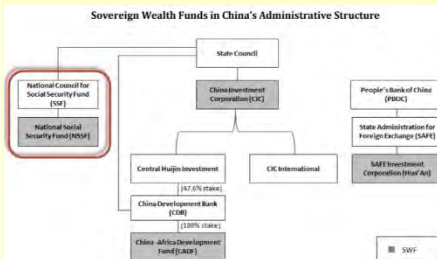 Sovereign Wealth Funds in China's Administrative Structure
State Council
National Council for
Social Security Fund
(SSF)
National Social
Security Fund (NSSF)
China Investment
Corporation (CIC)
People's Bank of China
(PBOC)
State Administration for
Foreign Exchange (SAFE)
SAFE Investment
Corporation (Hua'An)
Central Huijin Investment
CIC International
(47.6% stake)
China Development Bank
(CDB)
(100% stake)
China-Africa Development
Fund (CADF)
SWF